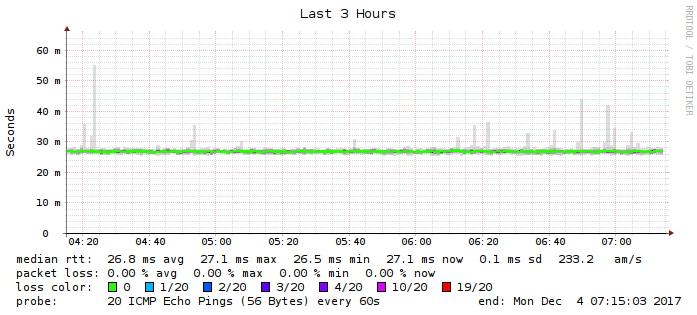 Last 3 Hours
RRDTOOL / TOBI OETIKER
Seconds
60 m
50 m
40 m
30 m
20 m
10 m
0
04:20 04:40 05:00 05:20 05:40 06:00 06:20 06:40 07:00
median rtt: 26.8 ms avg 27.1 ms max 26.5 ms min 27.1 ms now 0.1 ms sd 233.2 am/s
packet loss: 0.00 % avg 0.00 % max 0.00 % min 0.00 % now
loss color: 0 1/20 2/20 3/20 4/20 10/20 19/20
probe: 20 ICMP Echo Pings (56 Bytes) every 60s end: Mon Dec 4 07:15:03 2017